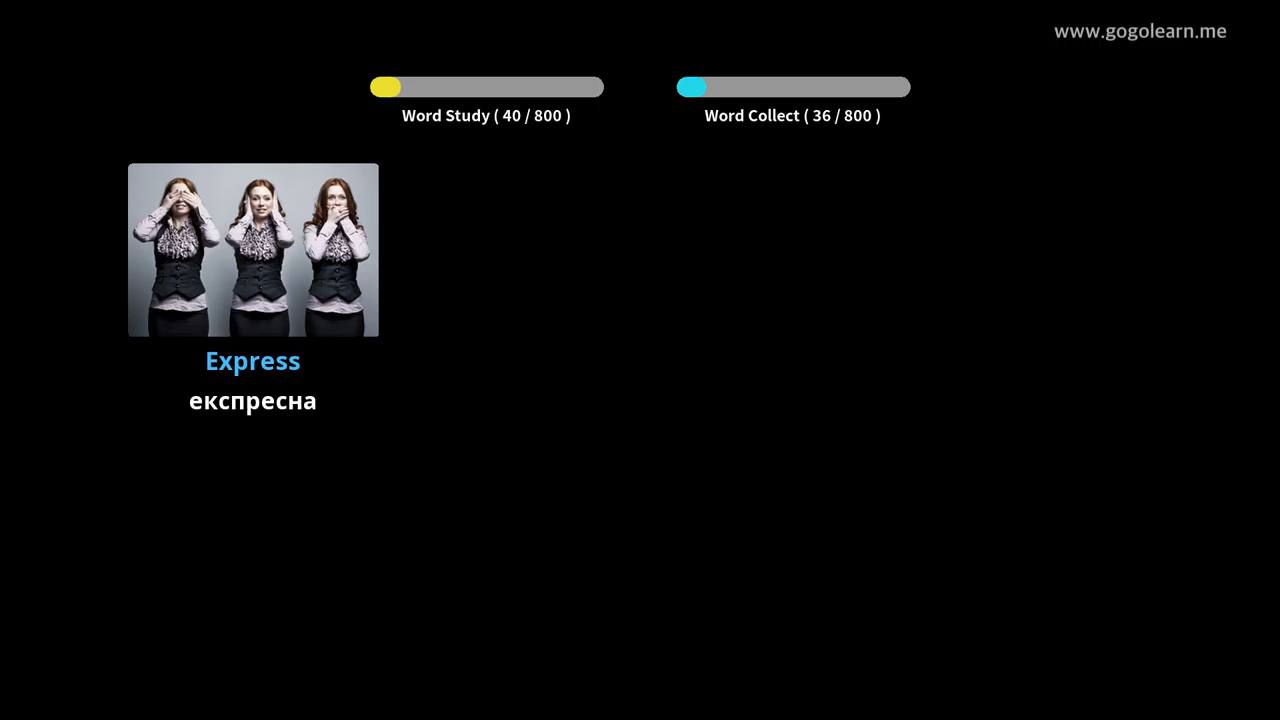 www.gogolearn.me
Word Study ( 40 / 800 )
Word Collect ( 36 / 800 )
Express
експресна